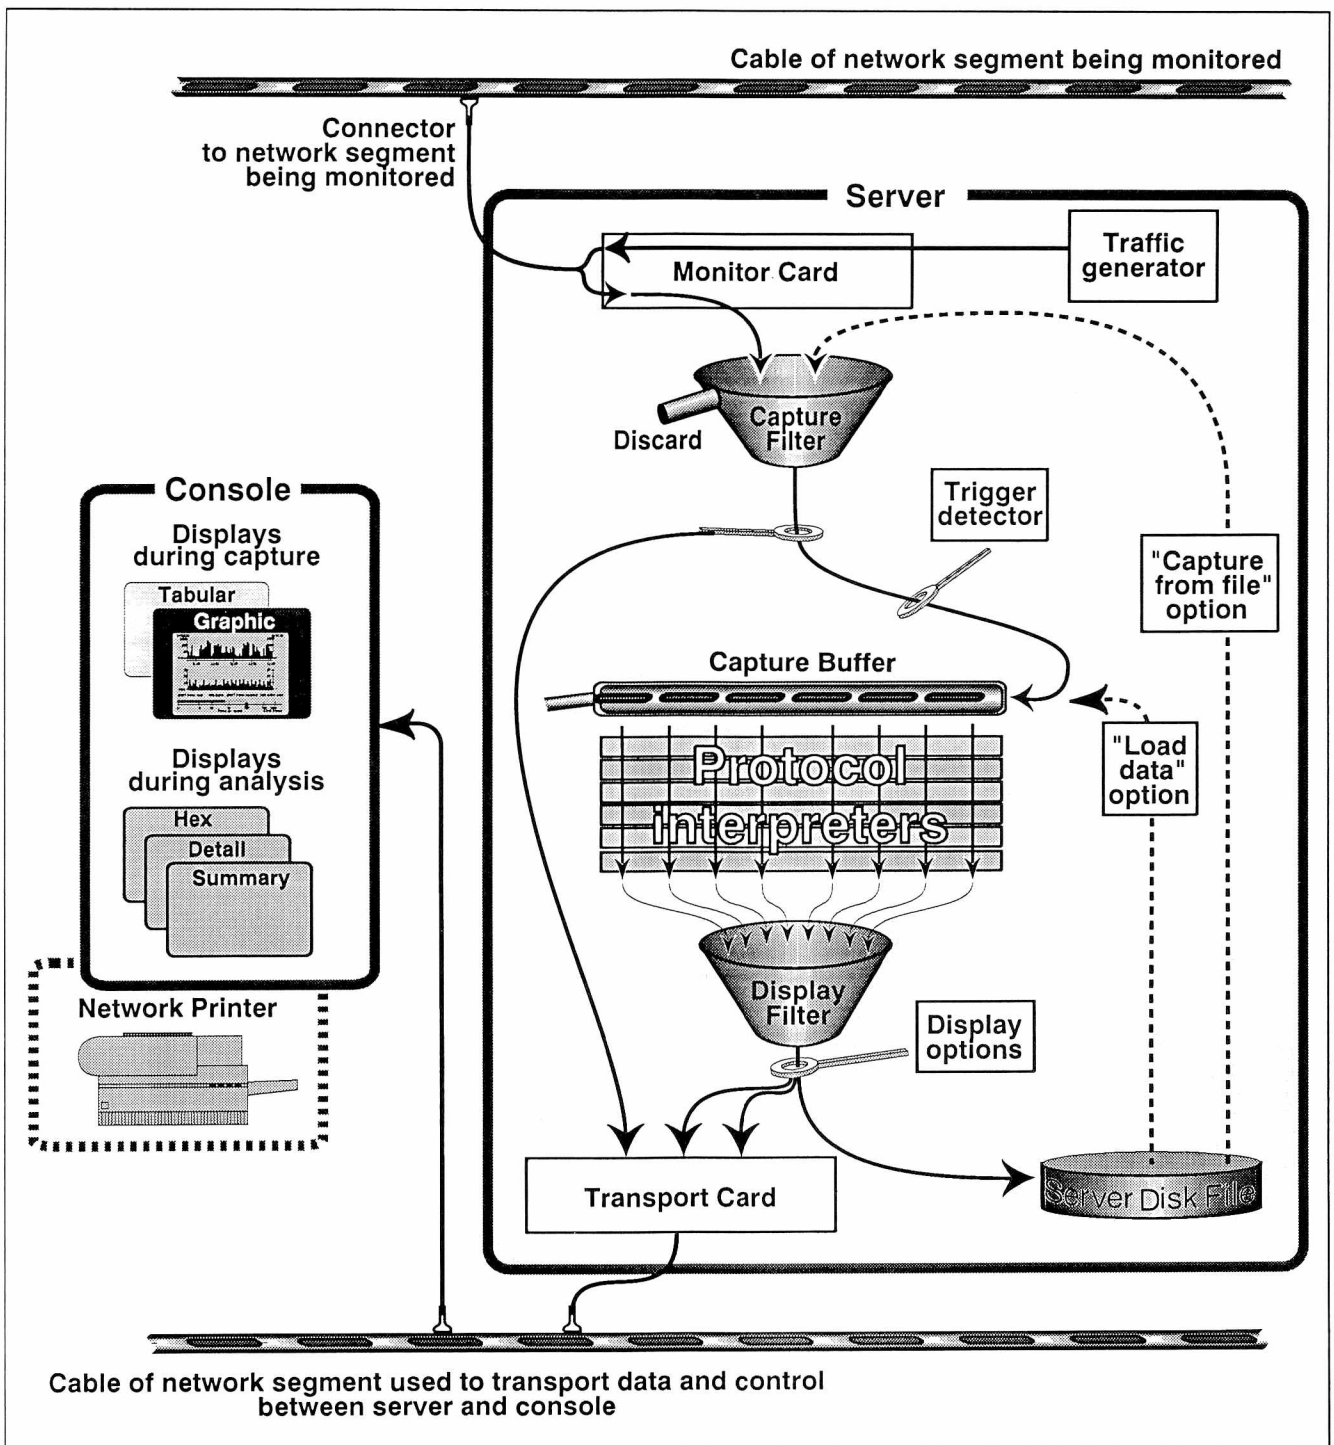 Cable of network segment being monitored
Connector
to network segment
being monitored
Server
Traffic
generator
Monitor Card
Capture
Filter
Discard
Trigger
detector
Console
Displays
during capture
Tabular
Graphic
"Capture
from file"
option
Capture Buffer
"Load
data"
option
Protocol
interpreters
Displays
during analysis
Hex
Detail
Summary
Display
Filter
Display
options
Network Printer
Transport Card
Server Disk File
Cable of network segment used to transport data and control
between server and console